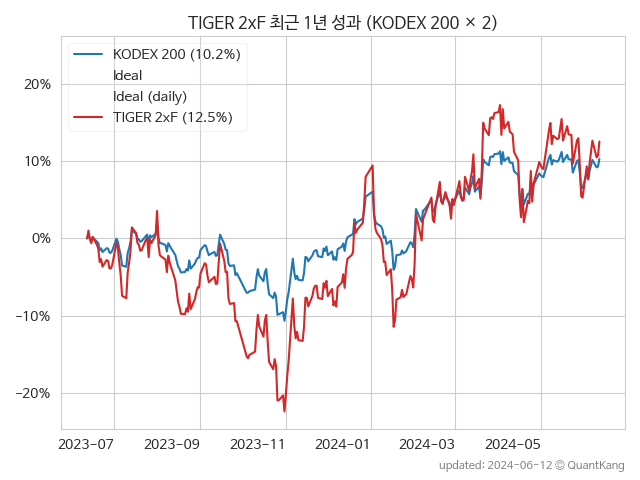 TIGER 2xF 최근 1년 성과 (KODEX 200 × 2)
KODEX 200 (10.2%)
Ideal
Ideal (daily)
TIGER 2xF (12.5%)
20%
10%
0%
−10%
−20%
2023-07 2023-09 2023-11 2024-01 2024-03 2024-05
updated: 2024-06-12 © QuantKang